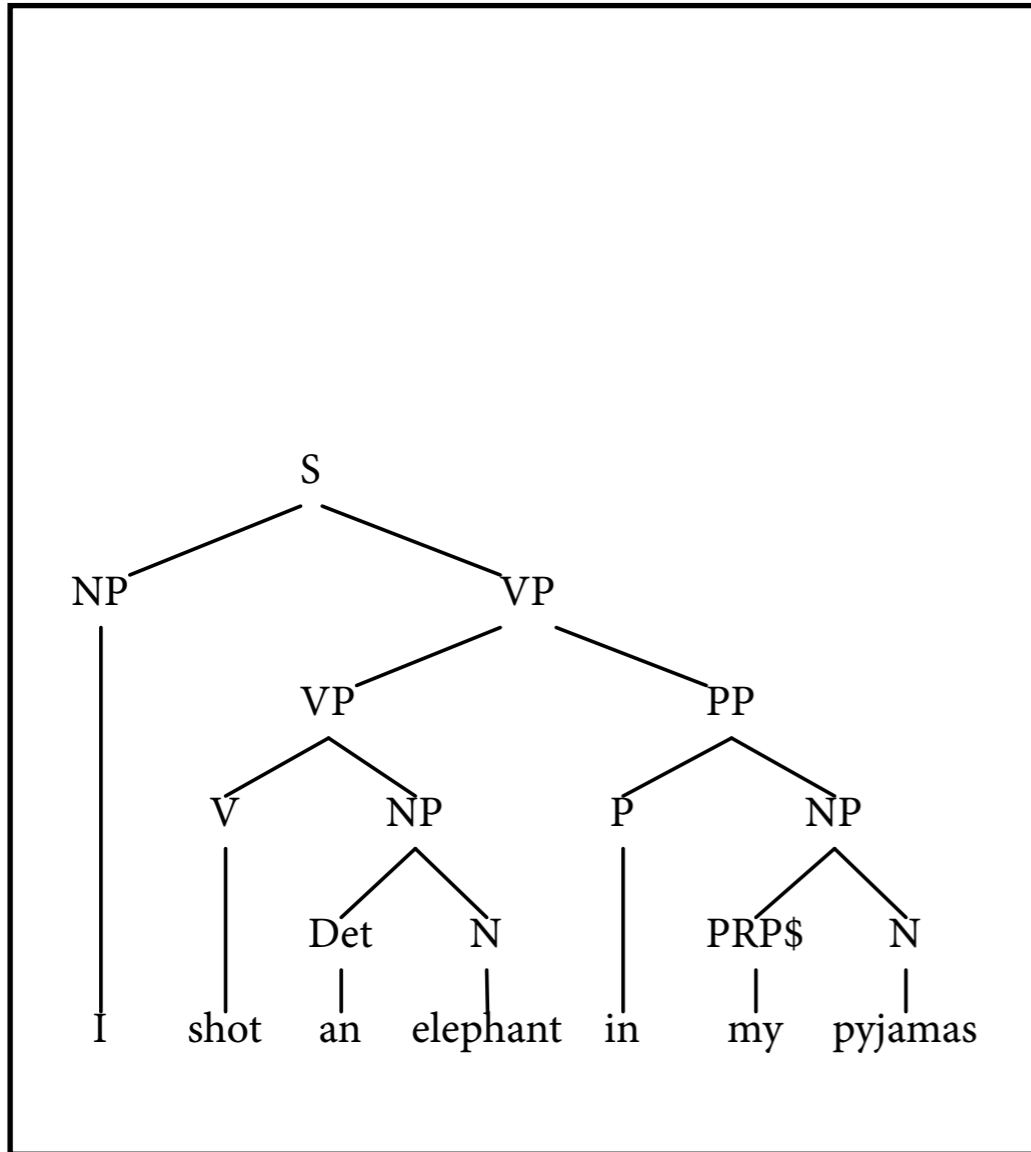 S
NP VP
VP PP
V NP P NP
Det N PRP$ N
I shot an elephant in my pyjamas